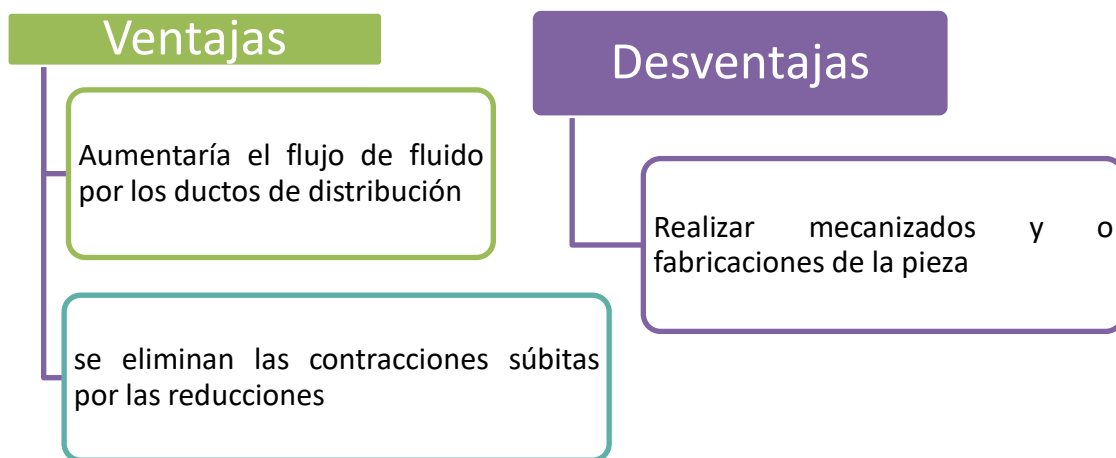 Ventajas
Aumentaría el flujo de fluido
por los ductos de distribución
se eliminan las contracciones súbitas
por las reducciones
Desventajas
Realizar mecanizados y o
fabricaciones de la pieza